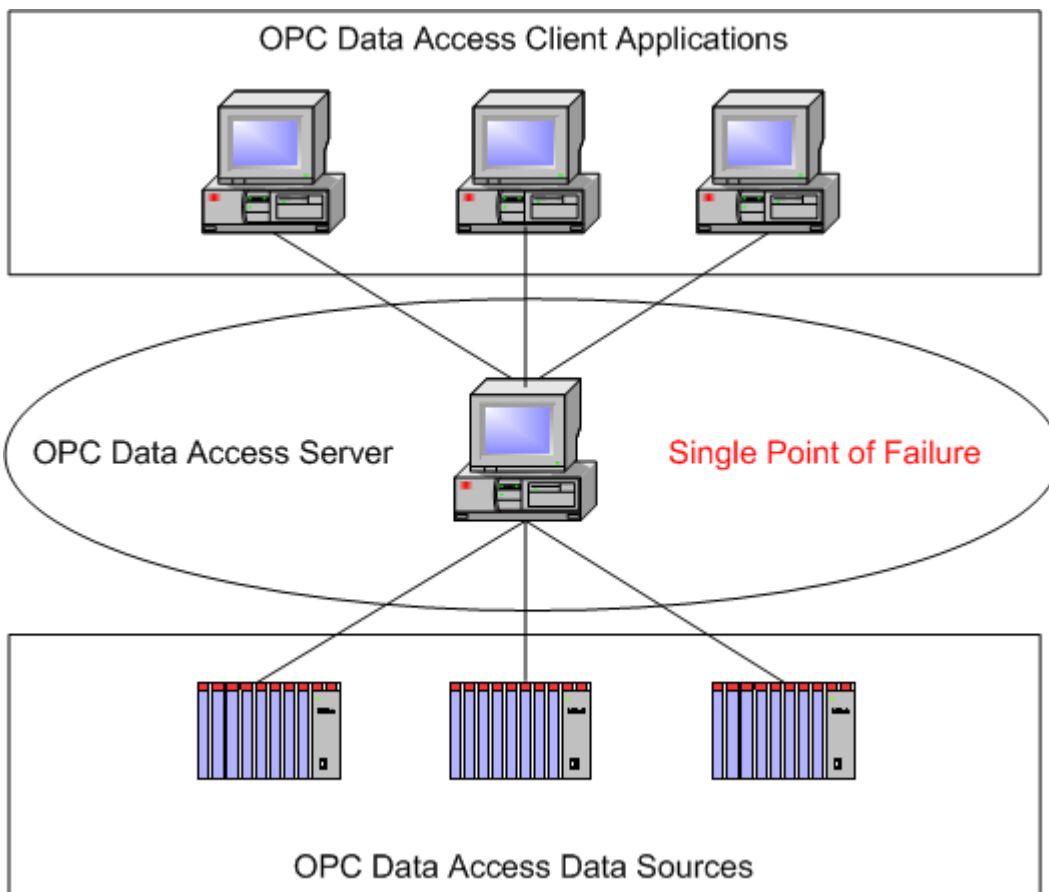 OPC Data Access Client Applications
OPC Data Access Server
Single Point of Failure
OPC Data Access Data Sources